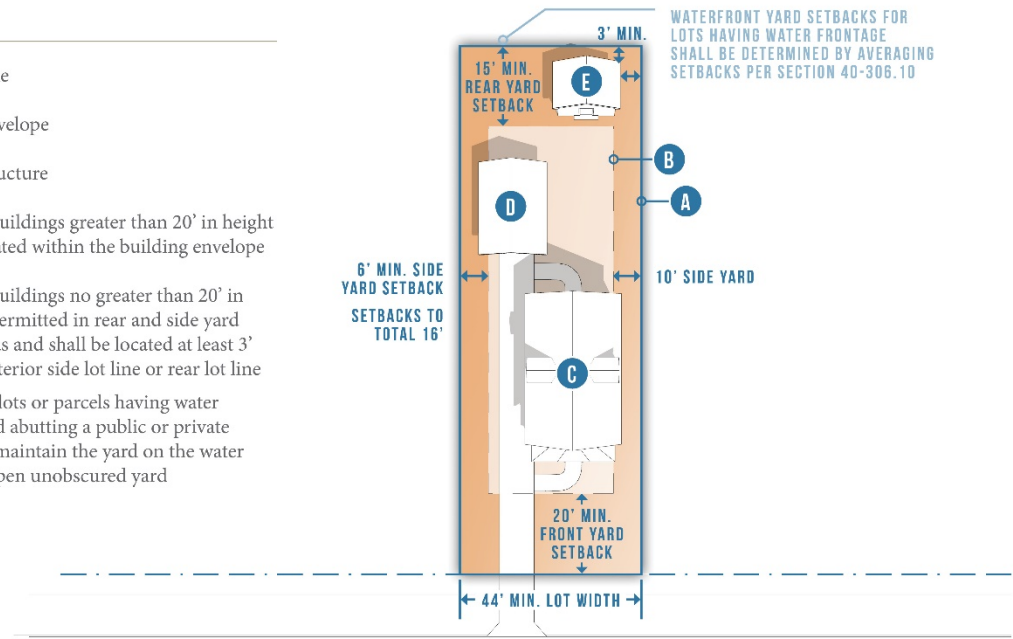 e
velope
ucture
uildings greater than 20' in height
ted within the building envelope
uildings no greater than 20' in
ermitted in rear and side yard
s and shall be located at least 3'
terior side lot line or rear lot line
lots or parcels having water
d abutting a public or private
maintain the yard on the water
pen unobscured yard
WATERFRONT YARD SETBACKS FOR
LOTS HAVING WATER FRONTAGE
SHALL BE DETERMINED BY AVERAGING
SETBACKS PER SECTION 40-306.10
3' MIN.
15' MIN.
REAR YARD
SETBACK
E
B
A
D
6' MIN. SIDE
YARD SETBACK
SETBACKS TO
TOTAL 16'
10' SIDE YARD
C
20' MIN.
FRONT YARD
SETBACK
44' MIN. LOT WIDTH